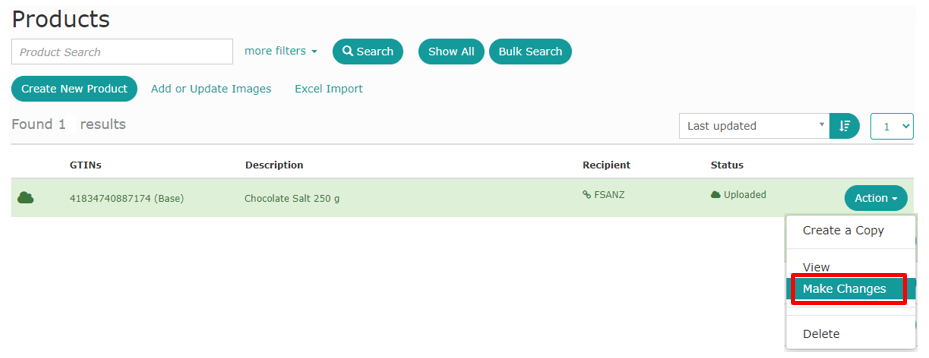 Products
Product Search more filters Search Show All Bulk Search
Create New Product Add or Update Images Excel Import
Found 1 results
Last updated 1
GTINs Description Recipient Status
41834740887174 (Base) Chocolate Salt 250 g FSANZ Uploaded Action
Create a Copy
View
Make Changes
Delete